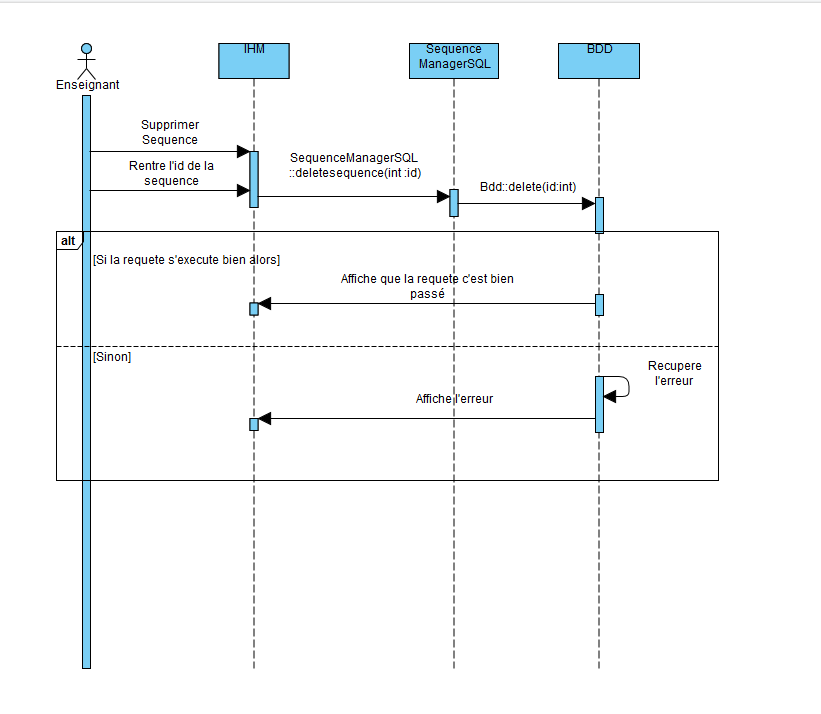 Enseignant
IHM
Sequence
ManagerSQL
BDD
Supprimer
Sequence
Rentre l'id de la
sequence
SequenceManagerSQL
::deletesequence(int :id)
Bdd::delete(id:int)
alt
[Si la requete s'execute bien alors]
Affiche que la requete c'est bien
passé
[Sinon]
Recupere
l'erreur
Affiche l'erreur